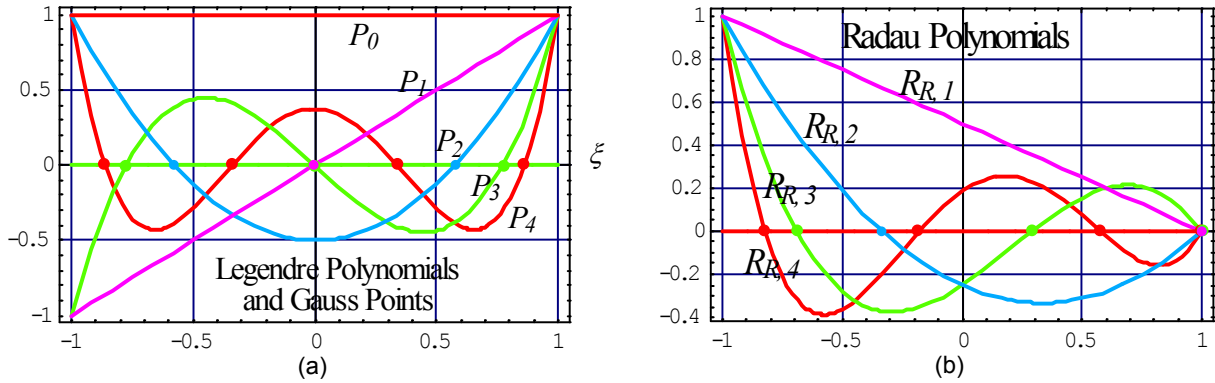 1
0.5
0
−0.5
−1
−1 −0.5 0 0.5 1
P0
P1
P2
P3
P4
Legendre Polynomials
and Gauss Points
ξ
(a)
1
0.8
0.6
0.4
0.2
0
−0.2
−0.4
−1 −0.5 0 0.5 1
Radau Polynomials
RR, 1
RR, 2
RR, 3
RR, 4
(b)